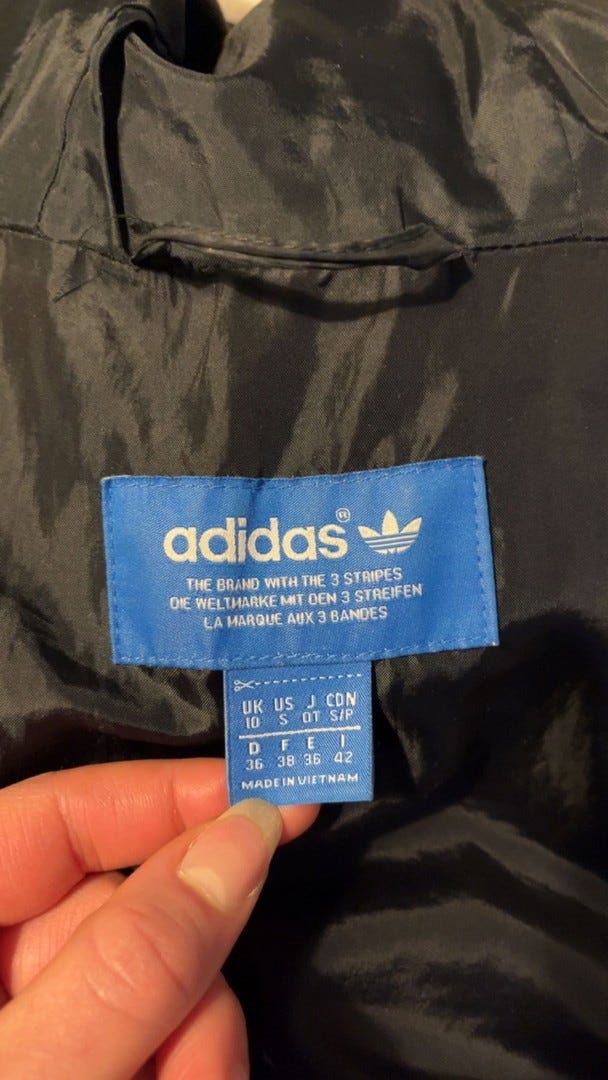 adidas®
THE BRAND WITH THE 3 STRIPES
DIE WELTMARKE MIT DEN 3 STREIFEN
LA MARQUE AUX 3 BANDES
UK US J CDN
10 S OT S/P
D F E I
36 38 36 42
MADE IN VIETNAM